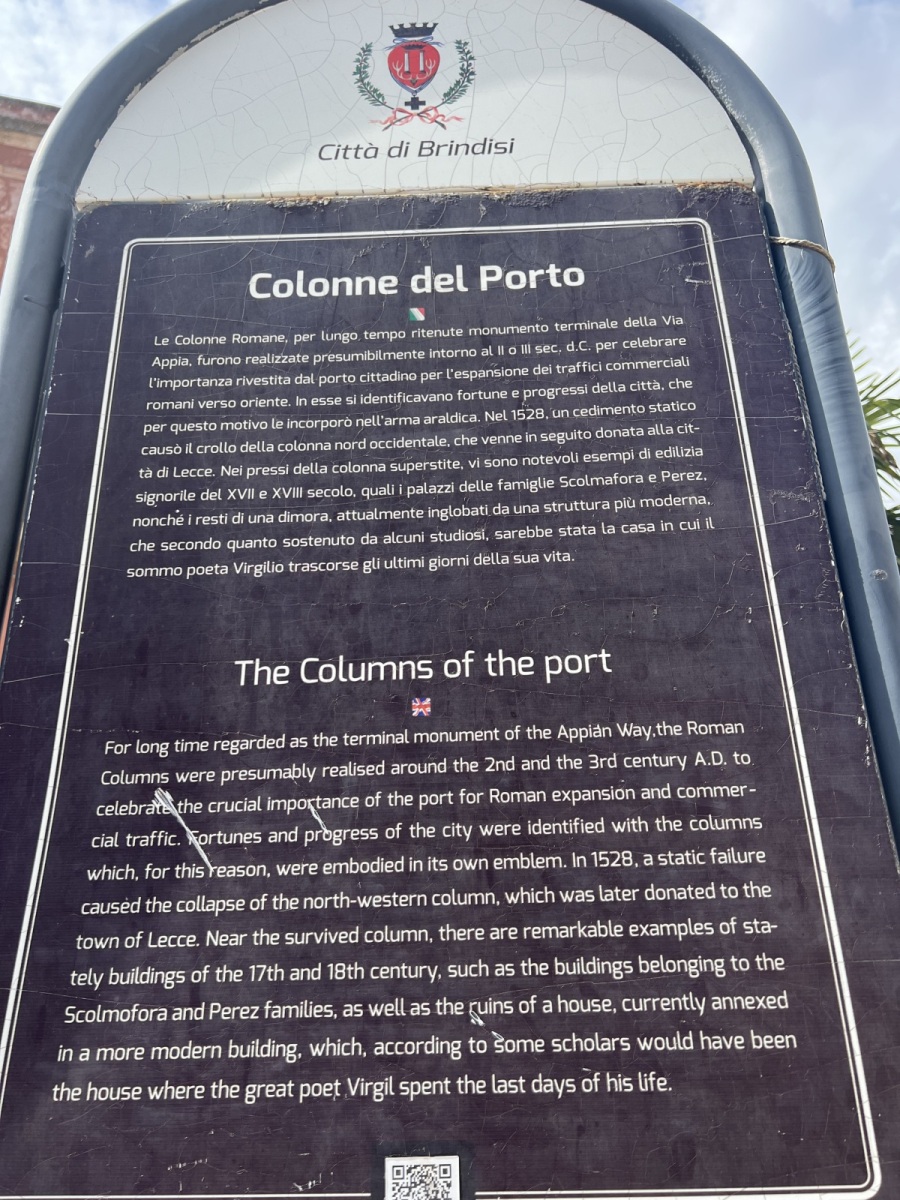 Città di Brindisi
Colonne del Porto
Le Colonne Romane, per lungo tempo ritenute monumento terminale della Via
Appia, furono realizzate presumibilmente intorno al II o III sec. d.C. per celebrare
l'importanza rivestita dal porto cittadino per l'espansione dei traffici commerciali
romani verso oriente. In esse si identificavano fortune e progressi della città, che
per questo motivo le incorporò nell'arma araldica. Nel 1528, un cedimento statico
causò il crollo della colonna nord occidentale, che venne in seguito donata alla cit-
tà di Lecce. Nei pressi della colonna superstite, vi sono notevoli esempi di edilizia
signorile del XVII e XVIII secolo, quali i palazzi delle famiglie Scolmafora e Perez,
nonché i resti di una dimora, attualmente inglobati da una struttura più moderna,
che secondo quanto sostenuto da alcuni studiosi, sarebbe stata la casa in cui il
sommo poeta Virgilio trascorse gli ultimi giorni della sua vita.
The Columns of the port
For long time regarded as the terminal monument of the Appian Way,the Roman
Columns were presumably realised around the 2nd and the 3rd century A.D. to
celebrate the crucial importance of the port for Roman expansion and commer-
cial traffic. Fortunes and progress of the city were identified with the columns
which, for this reason, were embodied in its own emblem. In 1528, a static failure
caused the collapse of the north-western column, which was later donated to the
town of Lecce. Near the survived column, there are remarkable examples of sta-
tely buildings of the 17th and 18th century, such as the buildings belonging to the
Scolmofora and Perez families, as well as the ruins of a house, currently annexed
in a more modern building, which, according to some scholars would have been
the house where the great poet Virgil spent the last days of his life.